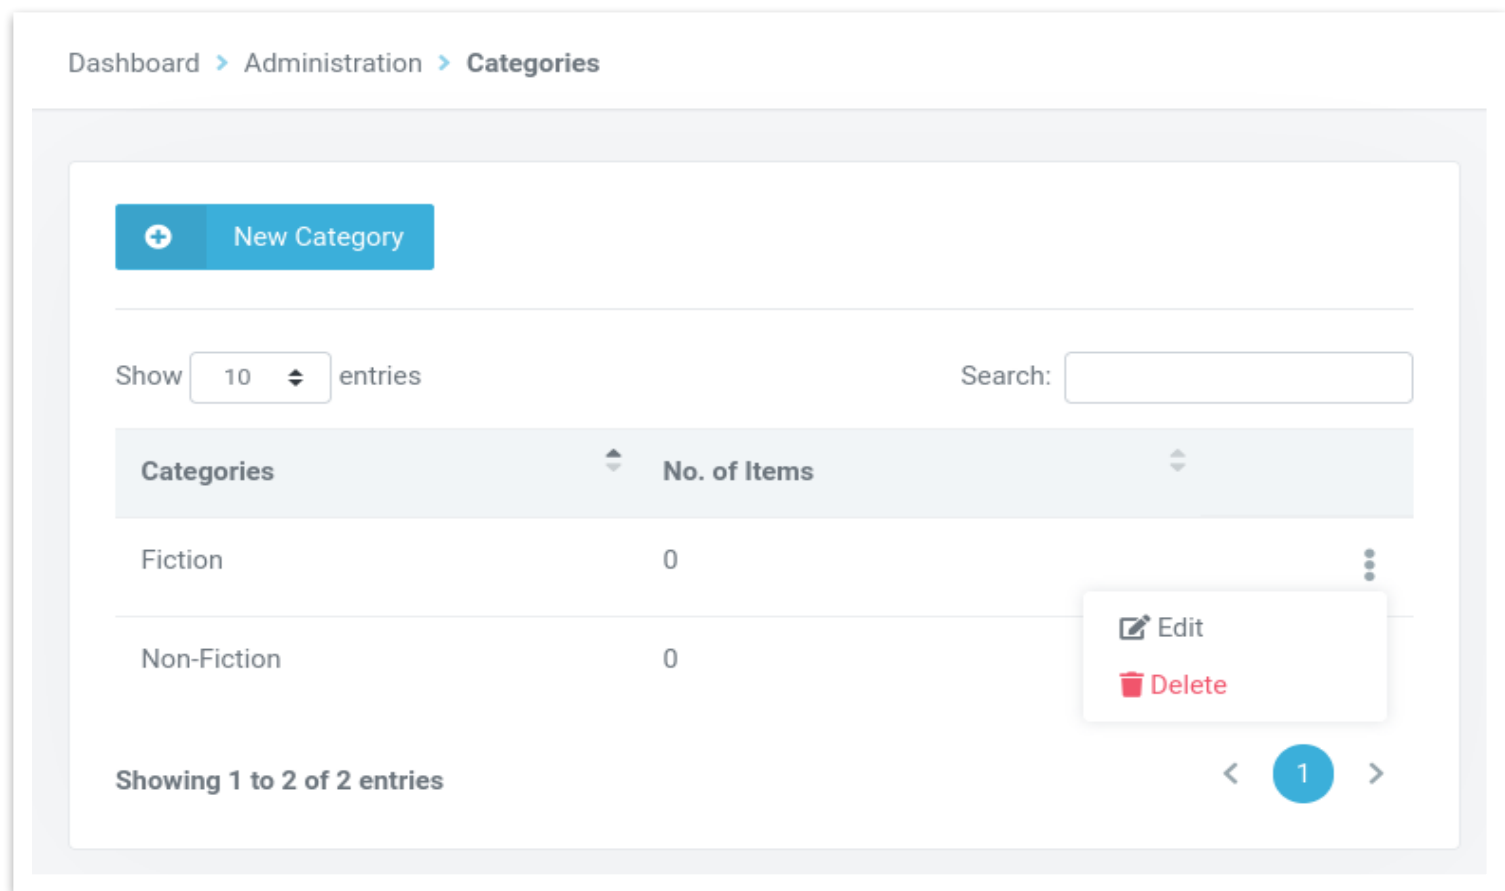 Dashboard > Administration > Categories
New Category
Show 10 entries
Search:
Categories No. of Items
Fiction 0
Edit
Non-Fiction 0
Delete
Showing 1 to 2 of 2 entries
< 1 >